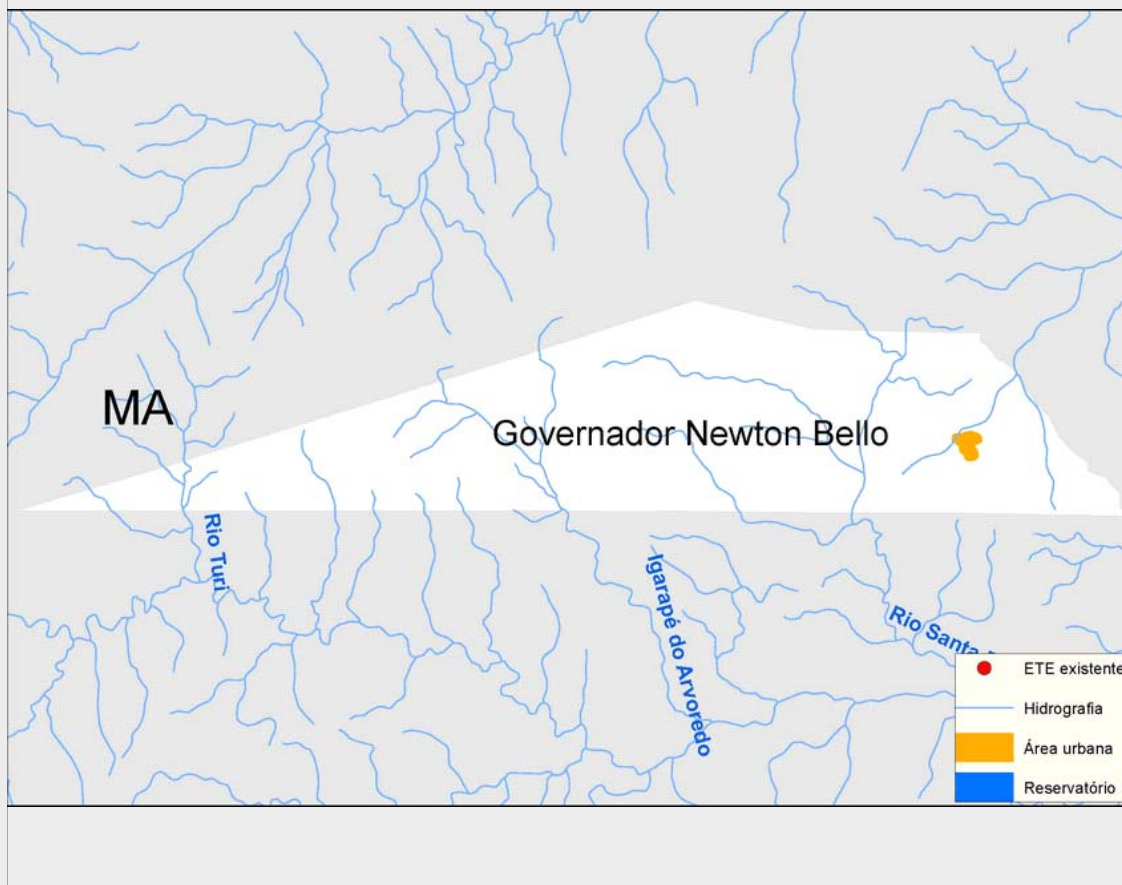 MA
Governador Newton Bello
Rio Turi
Igarapé do Arvoredo
Rio Santa
ETE existente
Hidrografia
Área urbana
Reservatório